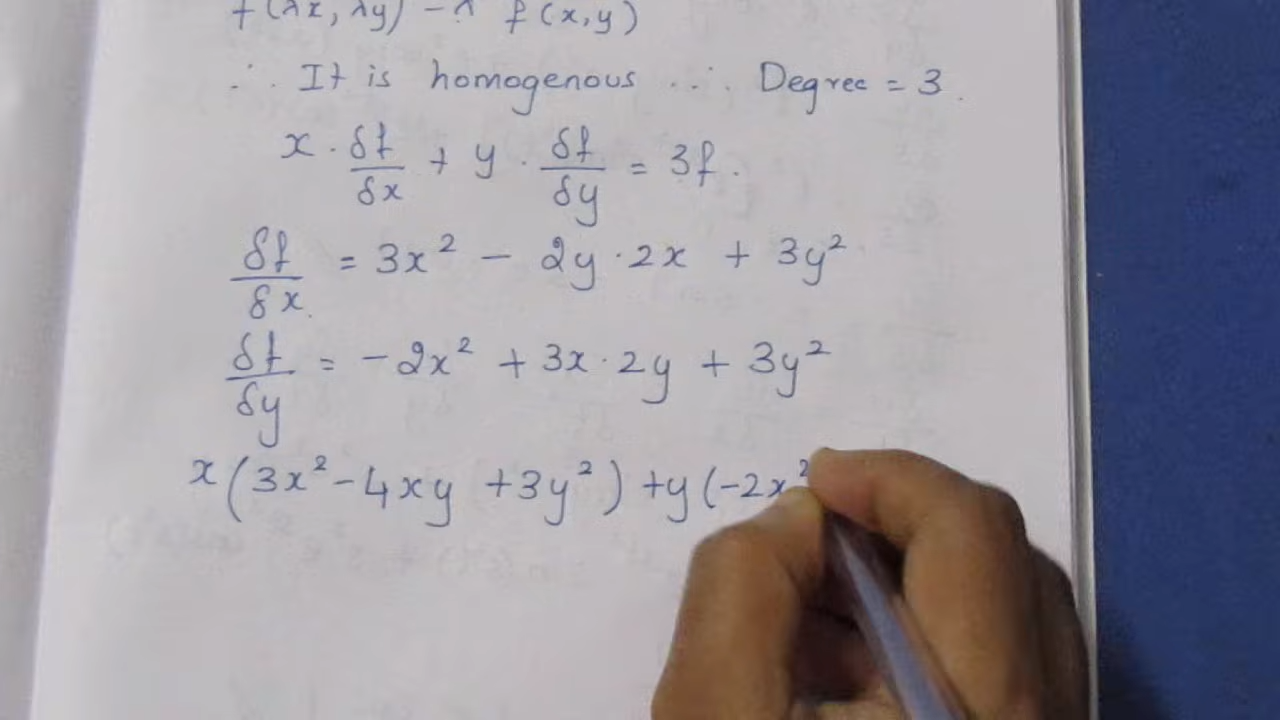 f(λx, λy) = λ f(x,y)
∴ It is homogenous ∴ Degree = 3.
x · δf/δx + y · δf/δy = 3f.
δf/δx = 3x² - 2y·2x + 3y²
δf/δy = -2x² + 3x·2y + 3y²
x(3x² - 4xy + 3y²) + y(-2x²